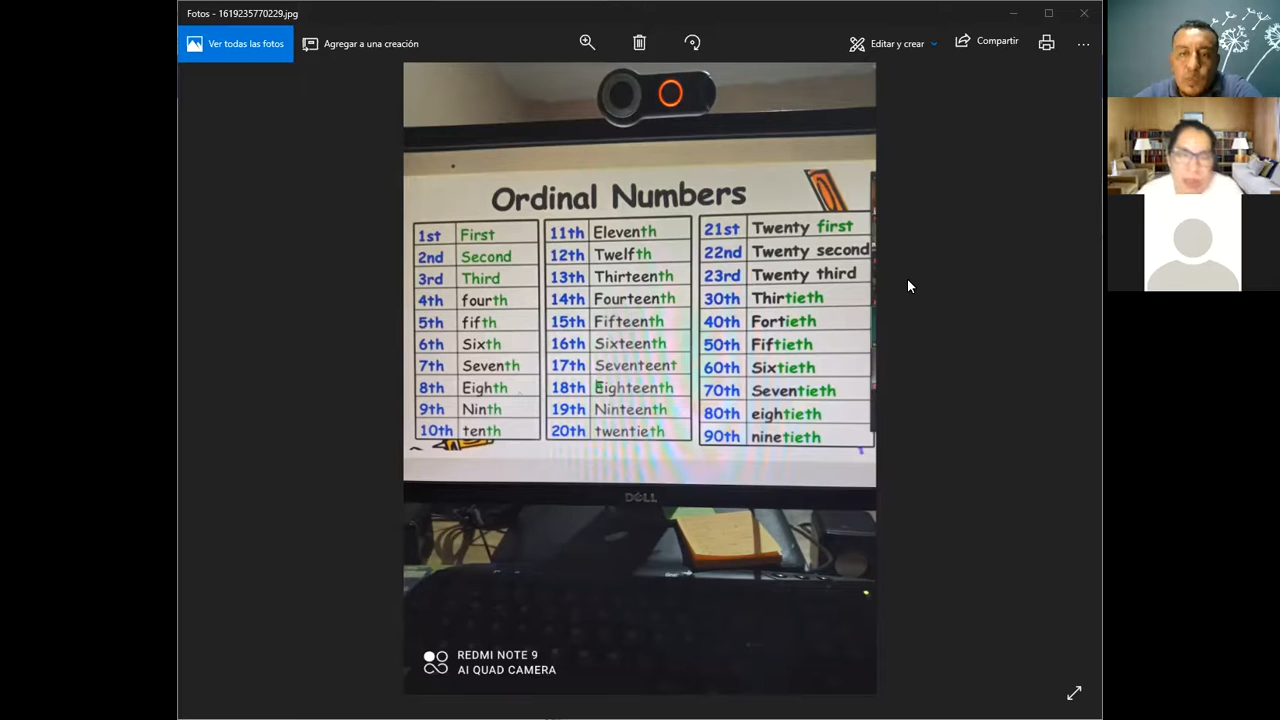 Fotos - 1619235770229.jpg
Ver todas las fotos
Agregar a una creación
Editar y crear
Compartir
Ordinal Numbers
1st First
2nd Second
3rd Third
4th fourth
5th fifth
6th Sixth
7th Seventh
8th Eighth
9th Ninth
10th tenth
11th Eleventh
12th Twelfth
13th Thirteenth
14th Fourteenth
15th Fifteenth
16th Sixteenth
17th Seventeent
18th Eighteenth
19th Ninteenth
20th twentieth
21st Twenty first
22nd Twenty second
23rd Twenty third
30th Thirtieth
40th Fortieth
50th Fiftieth
60th Sixtieth
70th Seventieth
80th eightieth
90th ninetieth
DELL
REDMI NOTE 9
AI QUAD CAMERA